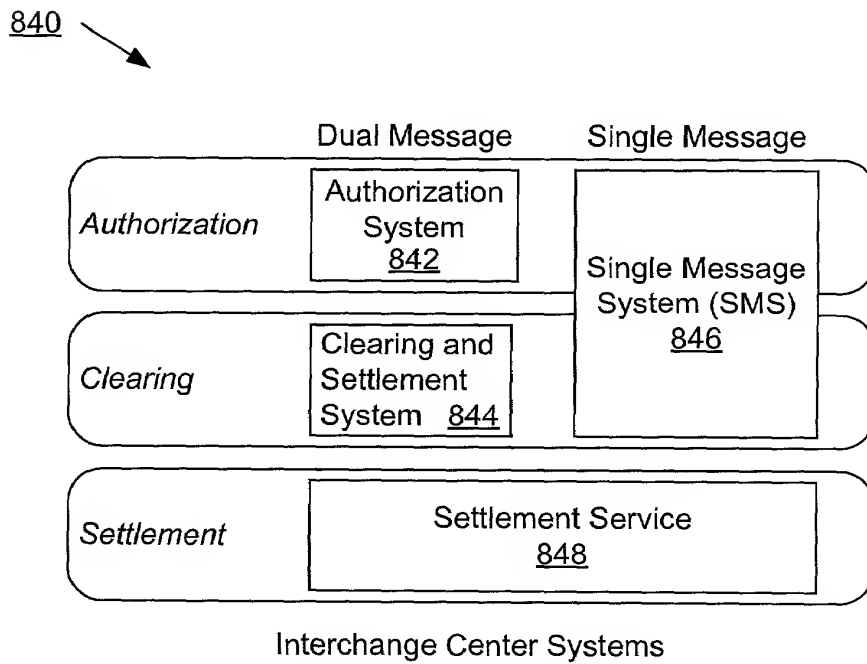 840
Dual Message
Single Message
Authorization
Authorization
System
842
Single Message
System (SMS)
846
Clearing
Clearing and
Settlement
System 844
Settlement
Settlement Service
848
Interchange Center Systems